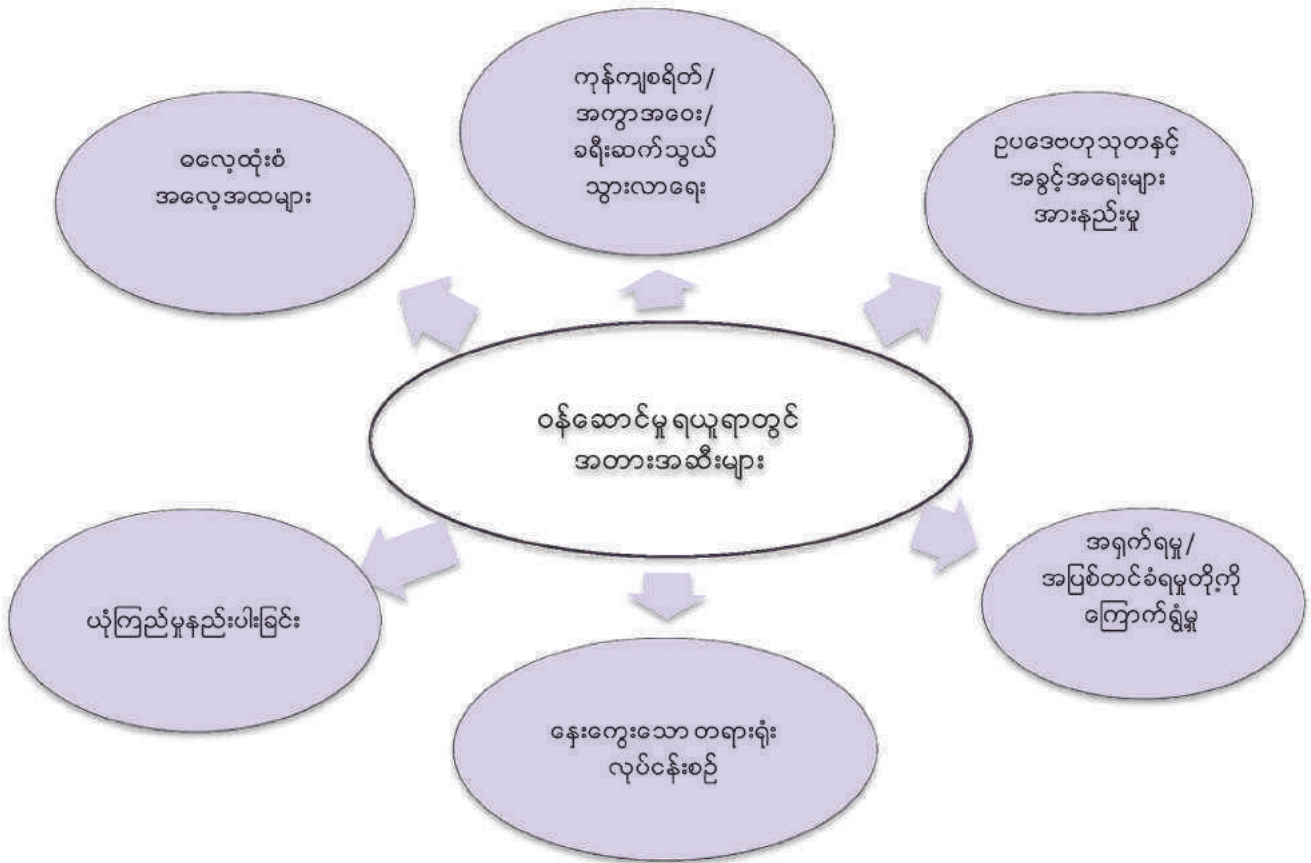 ကုန်ကျစရိတ်/
အကွာအဝေး/
ခရီးဆက်သွယ်
သွားလာရေး
ဓလေ့ထုံးစံ
အလေ့အထများ
ဥပဒေဗဟုသုတနှင့်
အခွင့်အရေးများ
အားနည်းမှု
ဝန်ဆောင်မှု ရယူရာတွင်
အတားအဆီးများ
ယုံကြည်မှုနည်းပါးခြင်း
အရှက်ရမှု/
အပြစ်တင်ခံရမှုတို့ကို
ကြောက်ရွံ့မှု
နှေးကွေးသော တရားရုံး
လုပ်ငန်းစဉ်